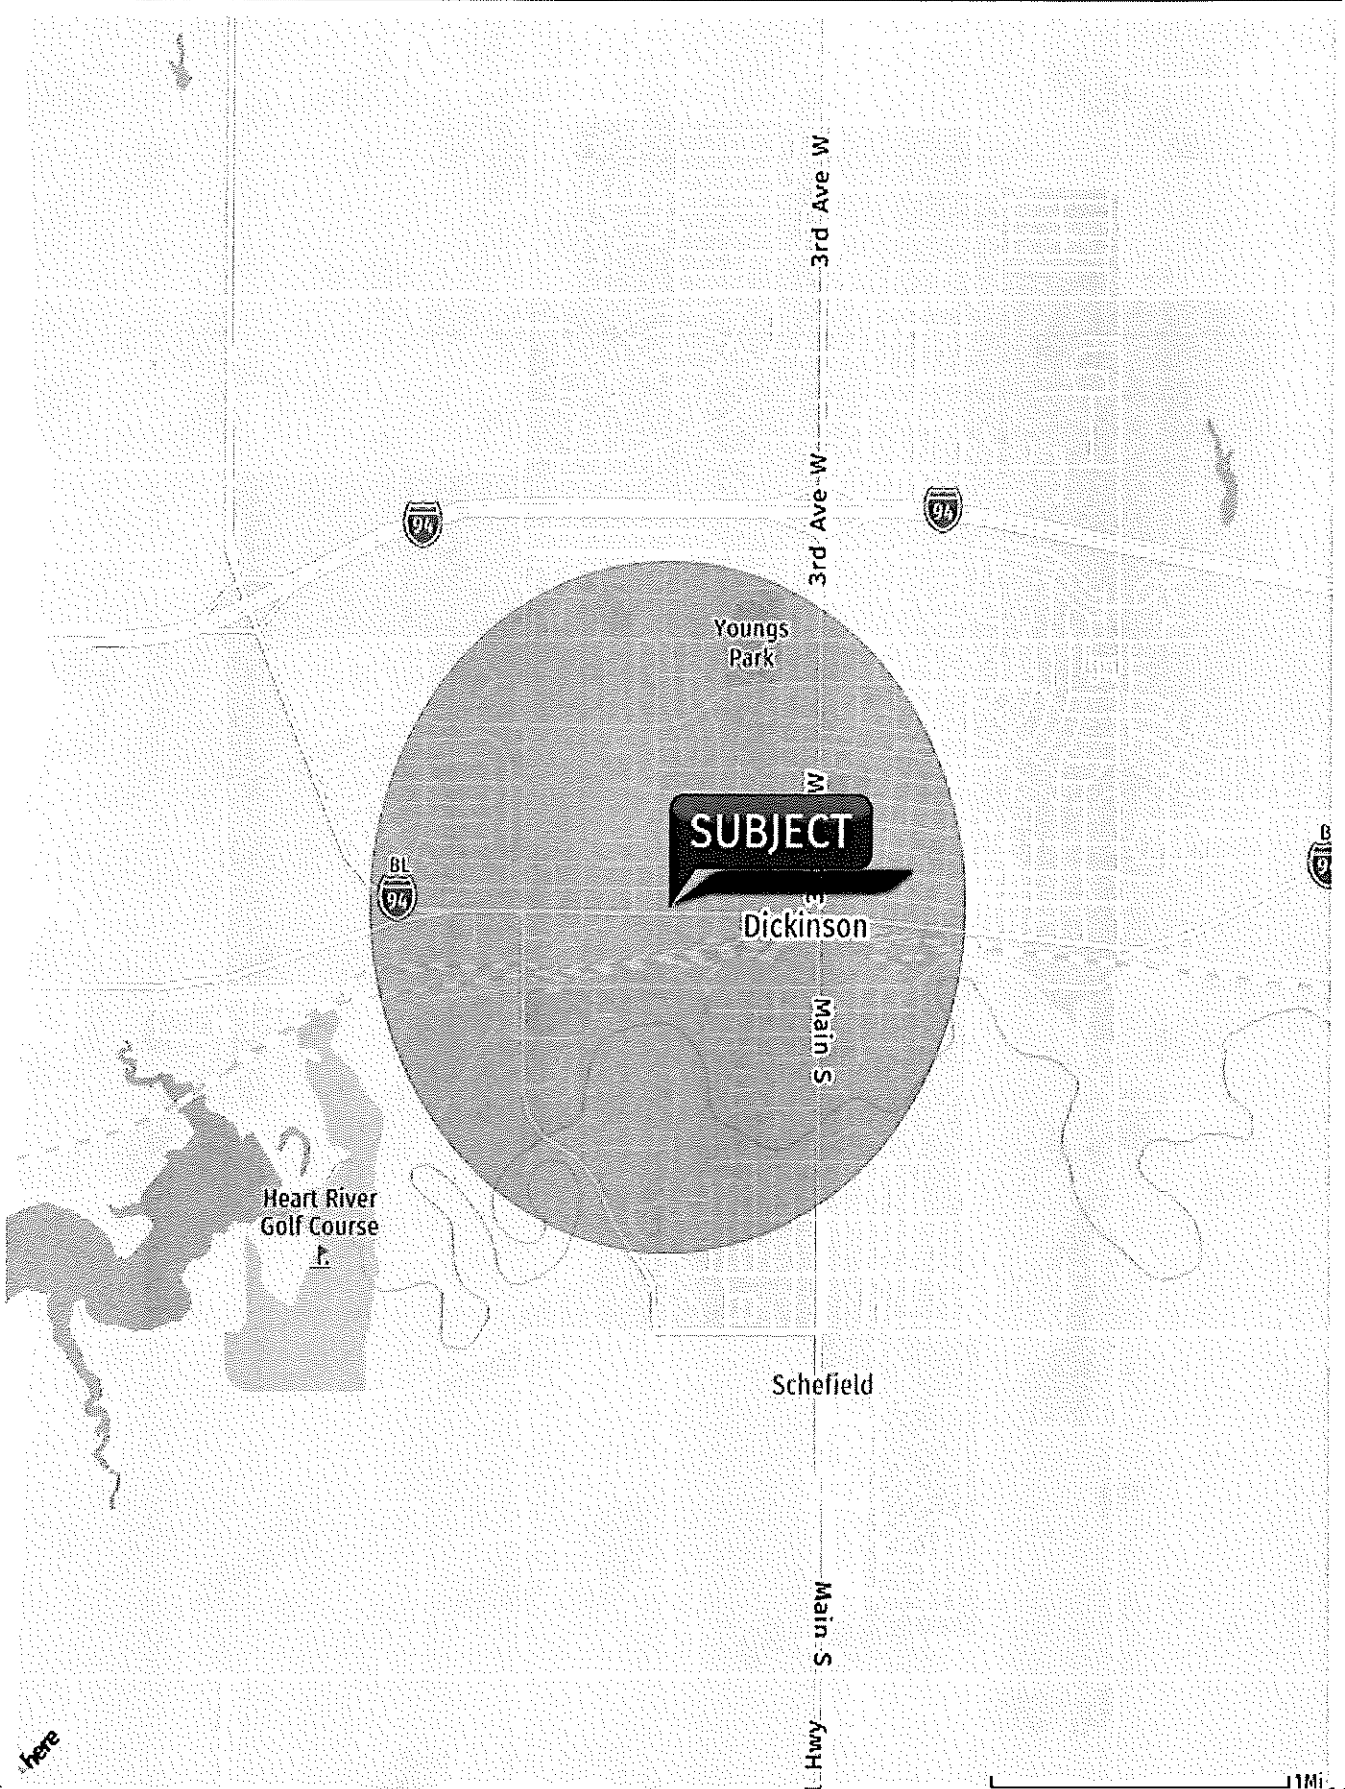 3rd Ave W
94
94
3rd Ave W
Youngs
Park
W
SUBJECT
BL
94
3
Dickinson
Main S
Heart River
Golf Course
Schefield
Main S
Hwy
here
1Mi